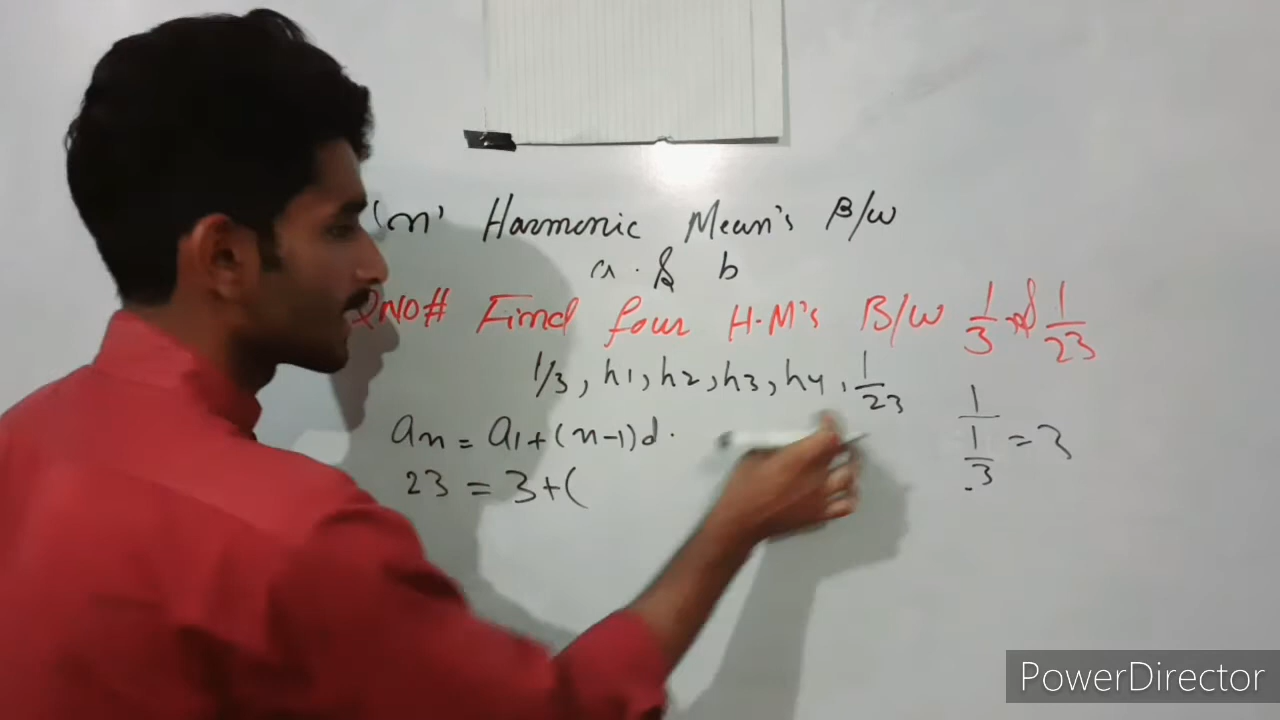 'n' Harmonic Mean's B/W
a & b
QNO# Find four H.M's B/W 1/3 & 1/23
1/3, h1, h2, h3, h4, 1/23
an = a1+(n-1)d.
23 = 3+(
1/(1/3) = 3
PowerDirector